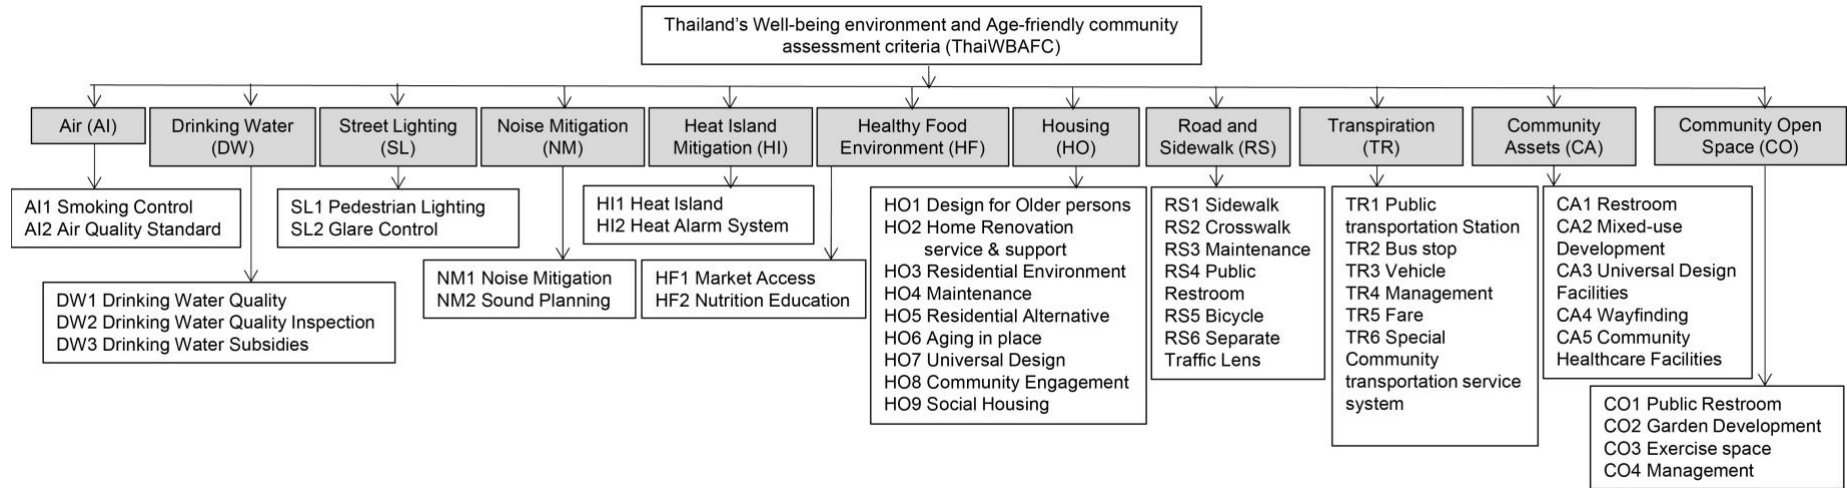 Thailand's Well-being environment and Age-friendly community
assessment criteria (ThaiWBAFC)
Air (AI)
Drinking Water
(DW)
Street Lighting
(SL)
Noise Mitigation
(NM)
Heat Island
Mitigation (HI)
Healthy Food
Environment (HF)
Housing
(HO)
Road and
Sidewalk (RS)
Transpiration
(TR)
Community
Assets (CA)
Community Open
Space (CO)
AI1 Smoking Control
AI2 Air Quality Standard
DW1 Drinking Water Quality
DW2 Drinking Water Quality Inspection
DW3 Drinking Water Subsidies
SL1 Pedestrian Lighting
SL2 Glare Control
NM1 Noise Mitigation
NM2 Sound Planning
HI1 Heat Island
HI2 Heat Alarm System
HF1 Market Access
HF2 Nutrition Education
HO1 Design for Older persons
HO2 Home Renovation
service & support
HO3 Residential Environment
HO4 Maintenance
HO5 Residential Alternative
HO6 Aging in place
HO7 Universal Design
HO8 Community Engagement
HO9 Social Housing
RS1 Sidewalk
RS2 Crosswalk
RS3 Maintenance
RS4 Public
Restroom
RS5 Bicycle
RS6 Separate
Traffic Lens
TR1 Public
transportation Station
TR2 Bus stop
TR3 Vehicle
TR4 Management
TR5 Fare
TR6 Special
Community
transportation service
system
CA1 Restroom
CA2 Mixed-use
Development
CA3 Universal Design
Facilities
CA4 Wayfinding
CA5 Community
Healthcare Facilities
CO1 Public Restroom
CO2 Garden Development
CO3 Exercise space
CO4 Management